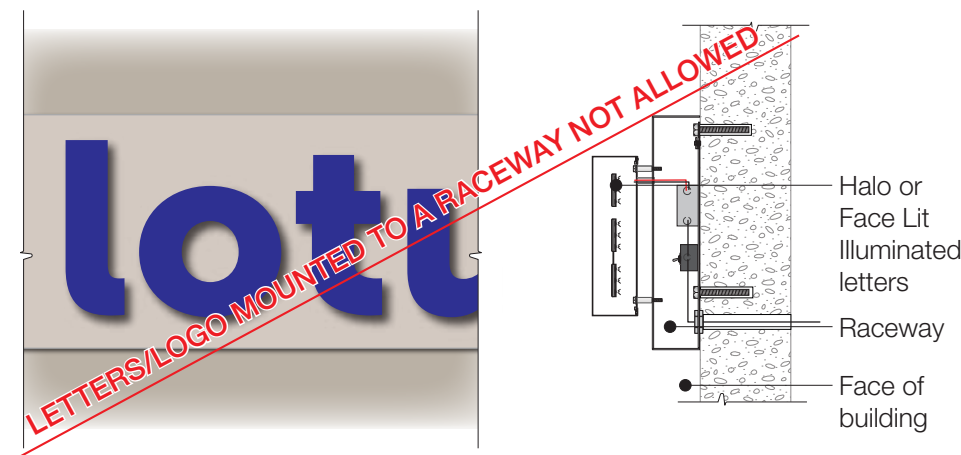 lotu
LETTERS/LOGO MOUNTED TO A RACEWAY NOT ALLOWED
Halo or
Face Lit
Illuminated
letters
Raceway
Face of
building